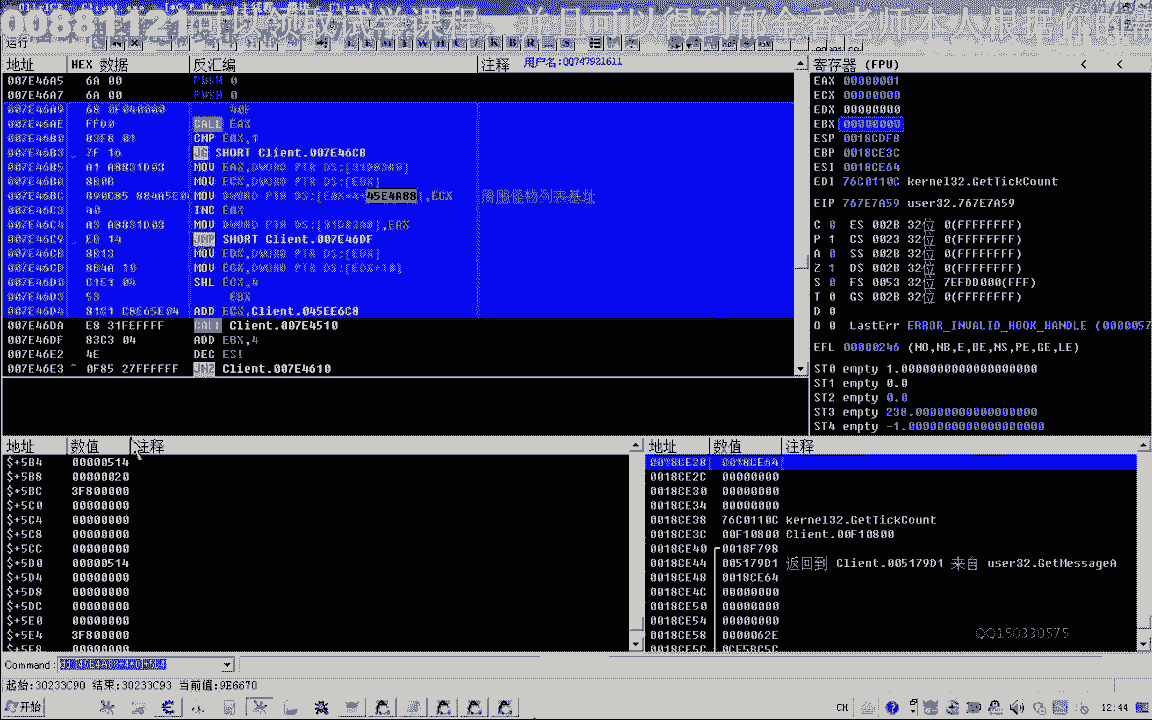 00881121可以领取试学课程 并且可以得到郁金香老师本人根据你的需
运行
地址 HEX 数据 反汇编 注释 用户名:QQ747921611
007E46A5 6A 00 PUSH 0
007E46A7 6A 00 PUSH 0
007E46A9 68 0F040000 40F
007E46AE FFD0 CALL EAX
007E46B0 83F8 01 CMP EAX,1
007E46B3 7F 16 JG SHORT Client.007E46CB
007E46B5 A1 A8831D03 MOV EAX,DWORD PTR DS:[31D83A8]
007E46BA 8B0B MOV ECX,DWORD PTR DS:[EBX]
007E46BC 890C85 884A5E0 MOV DWORD PTR DS:[EAX*4+45E4A88],ECX 周围怪物列表基址
007E46C3 40 INC EAX
007E46C4 A3 A8831D03 MOV DWORD PTR DS:[31D83A8],EAX
007E46C9 EB 14 JMP SHORT Client.007E46DF
007E46CB 8B13 MOV EDX,DWORD PTR DS:[EBX]
007E46CD 8B4A 18 MOV ECX,DWORD PTR DS:[EDX+18]
007E46D0 C1E1 04 SHL ECX,4
007E46D3 53 EBX
007E46D4 81C1 C8E65E04 ADD ECX,Client.045EE6C8
007E46DA E8 31FEFFFF CALL Client.007E4510
007E46DF 83C3 04 ADD EBX,4
007E46E2 4E DEC ESI
007E46E3 ^ 0F85 27FFFFFF JNZ Client.007E4610
寄存器 (FPU) < <
EAX 00000001
ECX 00000000
EDX 00000000
EBX 00000000
ESP 0018CDF8
EBP 0018CE3C
ESI 0018CE64
EDI 76C0110C kernel32.GetTickCount
EIP 767E7A59 user32.767E7A59
C 0 ES 002B 32位 0(FFFFFFFF)
P 1 CS 0023 32位 0(FFFFFFFF)
A 0 SS 002B 32位 0(FFFFFFFF)
Z 1 DS 002B 32位 0(FFFFFFFF)
S 0 FS 0053 32位 7EFDD000(FFF)
T 0 GS 002B 32位 0(FFFFFFFF)
D 0
O 0 LastErr ERROR_INVALID_HOOK_HANDLE (0000057
EFL 00000246 (NO,NB,E,BE,NS,PE,GE,LE)
ST0 empty 1.0000000000000000000
ST1 empty 0.0
ST2 empty 0.0
ST3 empty 238.00000000000000000
ST4 empty -1.0000000000000000000
地址 数值 注释
$+5B4 00000514
$+5B8 00000020
$+5BC 3F800000
$+5C0 00000000
$+5C4 00000000
$+5C8 00000000
$+5CC 00000000
$+5D0 00000514
$+5D4 00000000
$+5D8 00000000
$+5DC 00000000
$+5E0 00000000
$+5E4 3F800000
$+5E8 00000000
地址 数值 注释
0018CE28 0018CE64
0018CE2C 00000000
0018CE30 00000000
0018CE34 00000000
0018CE38 76C0110C kernel32.GetTickCount
0018CE3C 00F10800 Client.00F10800
0018CE40 0018F798
0018CE44 005179D1 返回到 Client.005179D1 来自 user32.GetMessageA
0018CE48 0018CE64
0018CE4C 00000000
0018CE50 00000000
0018CE54 00000000
0018CE58 0000062E
0018CE5C 0CE58C5C
QQ150330575
Command:
起始:30233C90 结束:30233C93 当前值:9E6670
开始 CH 12:44